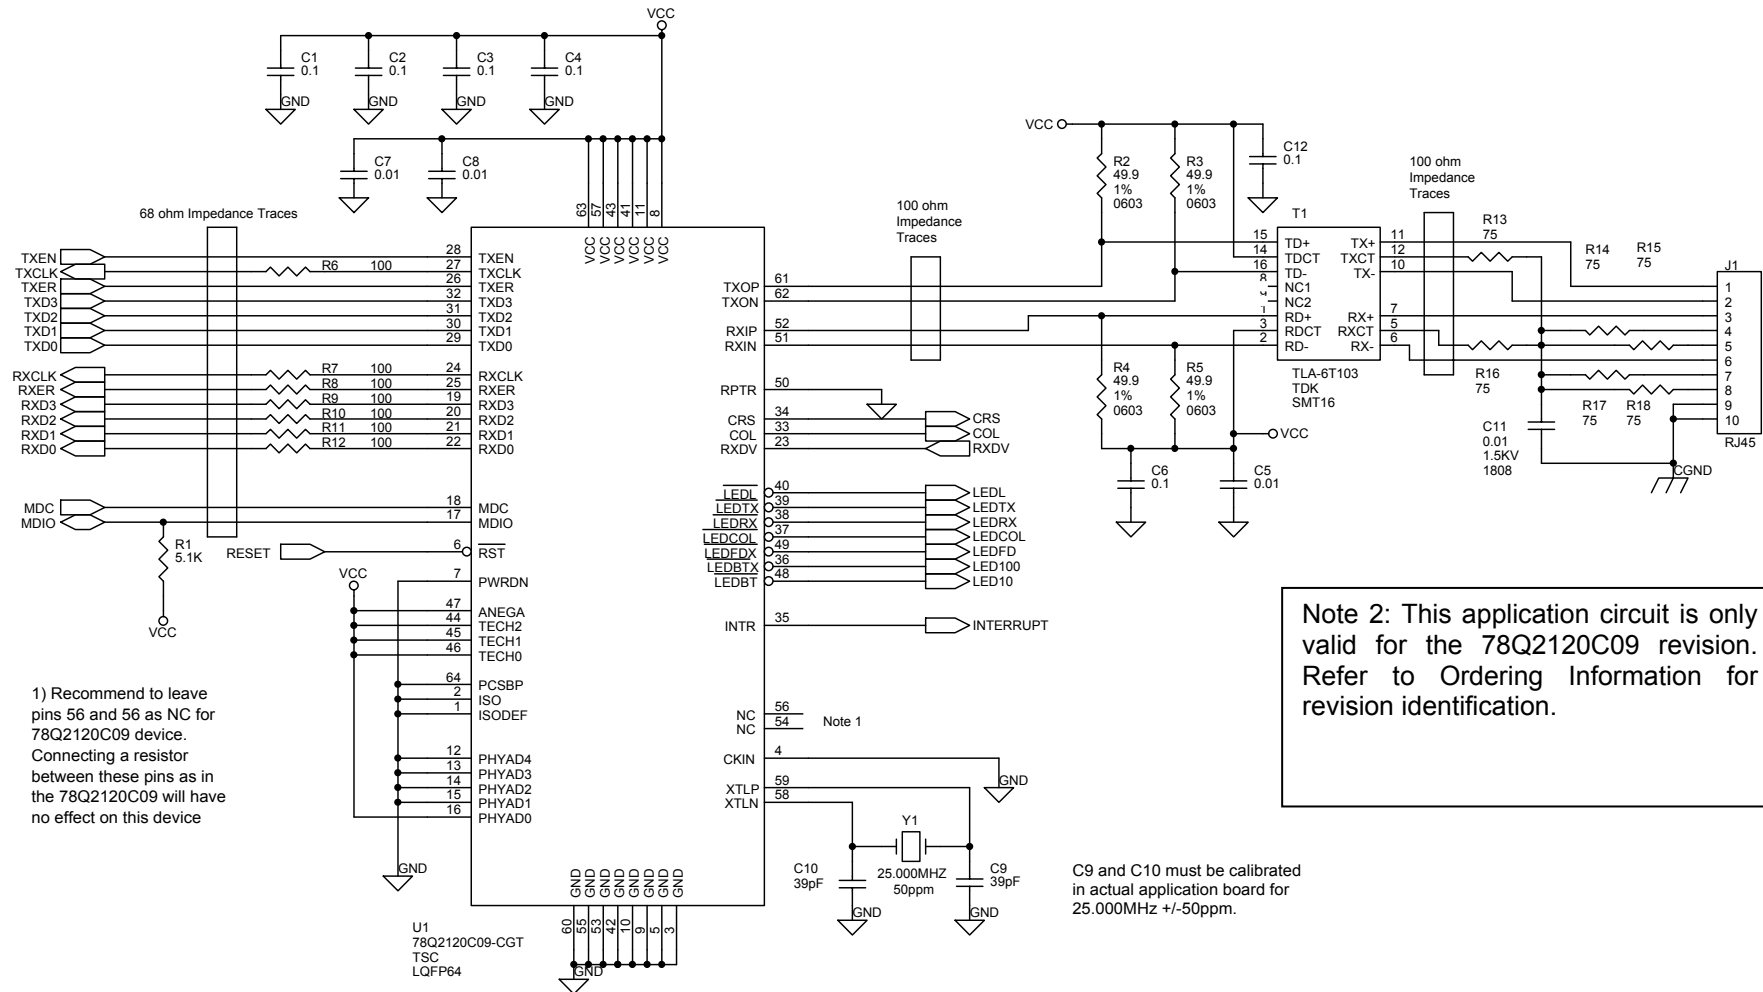 VCC
C1
0.1
C2
0.1
C3
0.1
C4
0.1
GND
GND
GND
GND
C7
0.01
C8
0.01
68 ohm Impedance Traces
63
57
43
41
11
8
VCC
VCC
VCC
VCC
VCC
VCC
TXEN
28
TXEN
TXCLK
R6
100
27
TXCLK
TXER
26
TXER
TXD3
32
TXD3
TXD2
31
TXD2
TXD1
30
TXD1
TXD0
29
TXD0
RXCLK
R7
100
24
RXCLK
RXER
R8
100
25
RXER
RXD3
R9
100
19
RXD3
RXD2
R10
100
20
RXD2
RXD1
R11
100
21
RXD1
RXD0
R12
100
22
RXD0
MDC
18
MDC
MDIO
17
MDIO
R1
5.1K
VCC
RESET
6
RST
VCC
7
PWRDN
47
ANEGA
44
TECH2
45
TECH1
46
TECH0
64
PCSBP
2
ISO
1
ISODEF
12
PHYAD4
13
PHYAD3
14
PHYAD2
15
PHYAD1
16
PHYAD0
GND
1) Recommend to leave
pins 56 and 56 as NC for
78Q2120C09 device.
Connecting a resistor
between these pins as in
the 78Q2120C09 will have
no effect on this device
GND
GND
GND
GND
GND
GND
GND
GND
60
55
53
42
10
9
5
3
GND
U1
78Q2120C09-CGT
TSC
LQFP64
TXOP
61
TXON
62
RXIP
52
RXIN
51
RPTR
50
CRS
34
CRS
COL
33
COL
RXDV
23
RXDV
LEDL
40
LEDL
LEDTX
39
LEDTX
LEDRX
38
LEDRX
LEDCOL
37
LEDCOL
LEDFDX
49
LEDFD
LEDBTX
36
LED100
LEDBT
48
LED10
INTR
35
INTERRUPT
NC
56
NC
54
Note 1
CKIN
4
GND
XTLP
59
XTLN
58
Y1
25.000MHZ
50ppm
C10
39pF
GND
C9
39pF
GND
C9 and C10 must be calibrated
in actual application board for
25.000MHz +/-50ppm.
100 ohm
Impedance
Traces
VCC
R2
49.9
1%
0603
R3
49.9
1%
0603
C12
0.1
R4
49.9
1%
0603
R5
49.9
1%
0603
VCC
C6
0.1
C5
0.01
T1
15
TD+
14
TDCT
16
TD-
8
NC1
NC2
1
RD+
3
RDCT
2
RD-
TX+
11
TXCT
12
TX-
10
RX+
7
RXCT
5
RX-
6
TLA-6T103
TDK
SMT16
100 ohm
Impedance
Traces
R13
75
R14
75
R15
75
R16
75
R17
75
R18
75
C11
0.01
1.5KV
1808
J1
1
2
3
4
5
6
7
8
9
10
RJ45
CGND
Note 2: This application circuit is only
valid for the 78Q2120C09 revision.
Refer to Ordering Information for
revision identification.